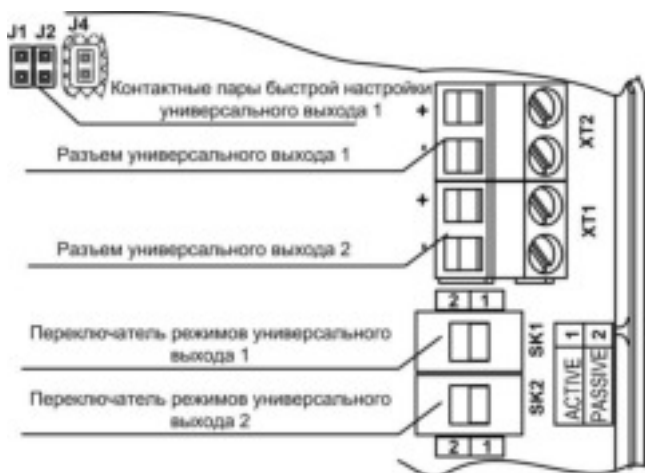 J1 J2 J4
Контактные пары быстрой настройки
универсального выхода 1
+
XT2
Разъем универсального выхода 1
-
+
XT1
Разъем универсального выхода 2
-
2 1
Переключатель режимов универсального
выхода 1
SK1
ACTIVE 1
PASSIVE 2
Переключатель режимов универсального
выхода 2
SK2
2 1